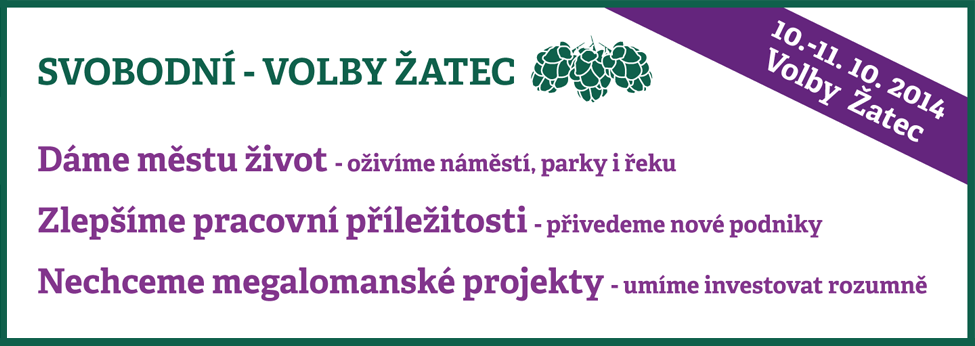 SVOBODNÍ - VOLBY ŽATEC
10.-11. 10. 2014
Volby Žatec
Dáme městu život - oživíme náměstí, parky i řeku
Zlepšíme pracovní příležitosti - přivedeme nové podniky
Nechceme megalomanské projekty - umíme investovat rozumně